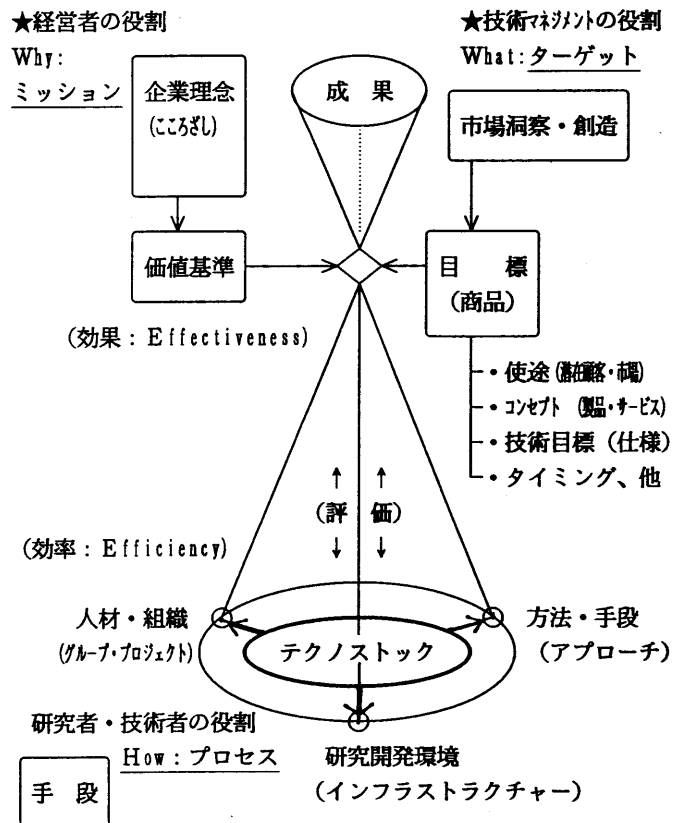 ★経営者の役割
Why:
ミッション
企業理念
(こころざし)
価値基準
成 果
★技術マネジメントの役割
What:ターゲット
市場洞察・創造
目 標
(商品)
(効果:Effectiveness)
・使途
・コンセプト (製品・サービス)
・技術目標(仕様)
・タイミング、他
(評 価)
(効率:Efficiency)
人材・組織
(グループ・プロジェクト)
テクノストック
方法・手段
(アプローチ)
研究者・技術者の役割
How:プロセス
手 段
研究開発環境
(インフラストラクチャー)